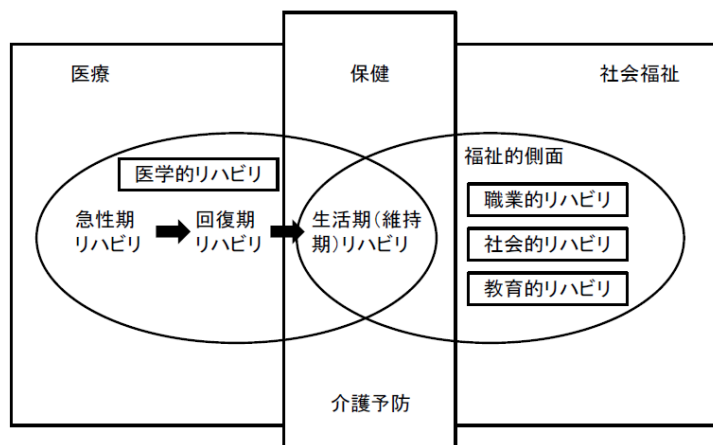 医療
保健
社会福祉
福祉的側面
医学的リハビリ
職業的リハビリ
急性期
リハビリ
回復期
リハビリ
生活期(維持
期)リハビリ
社会的リハビリ
教育的リハビリ
介護予防